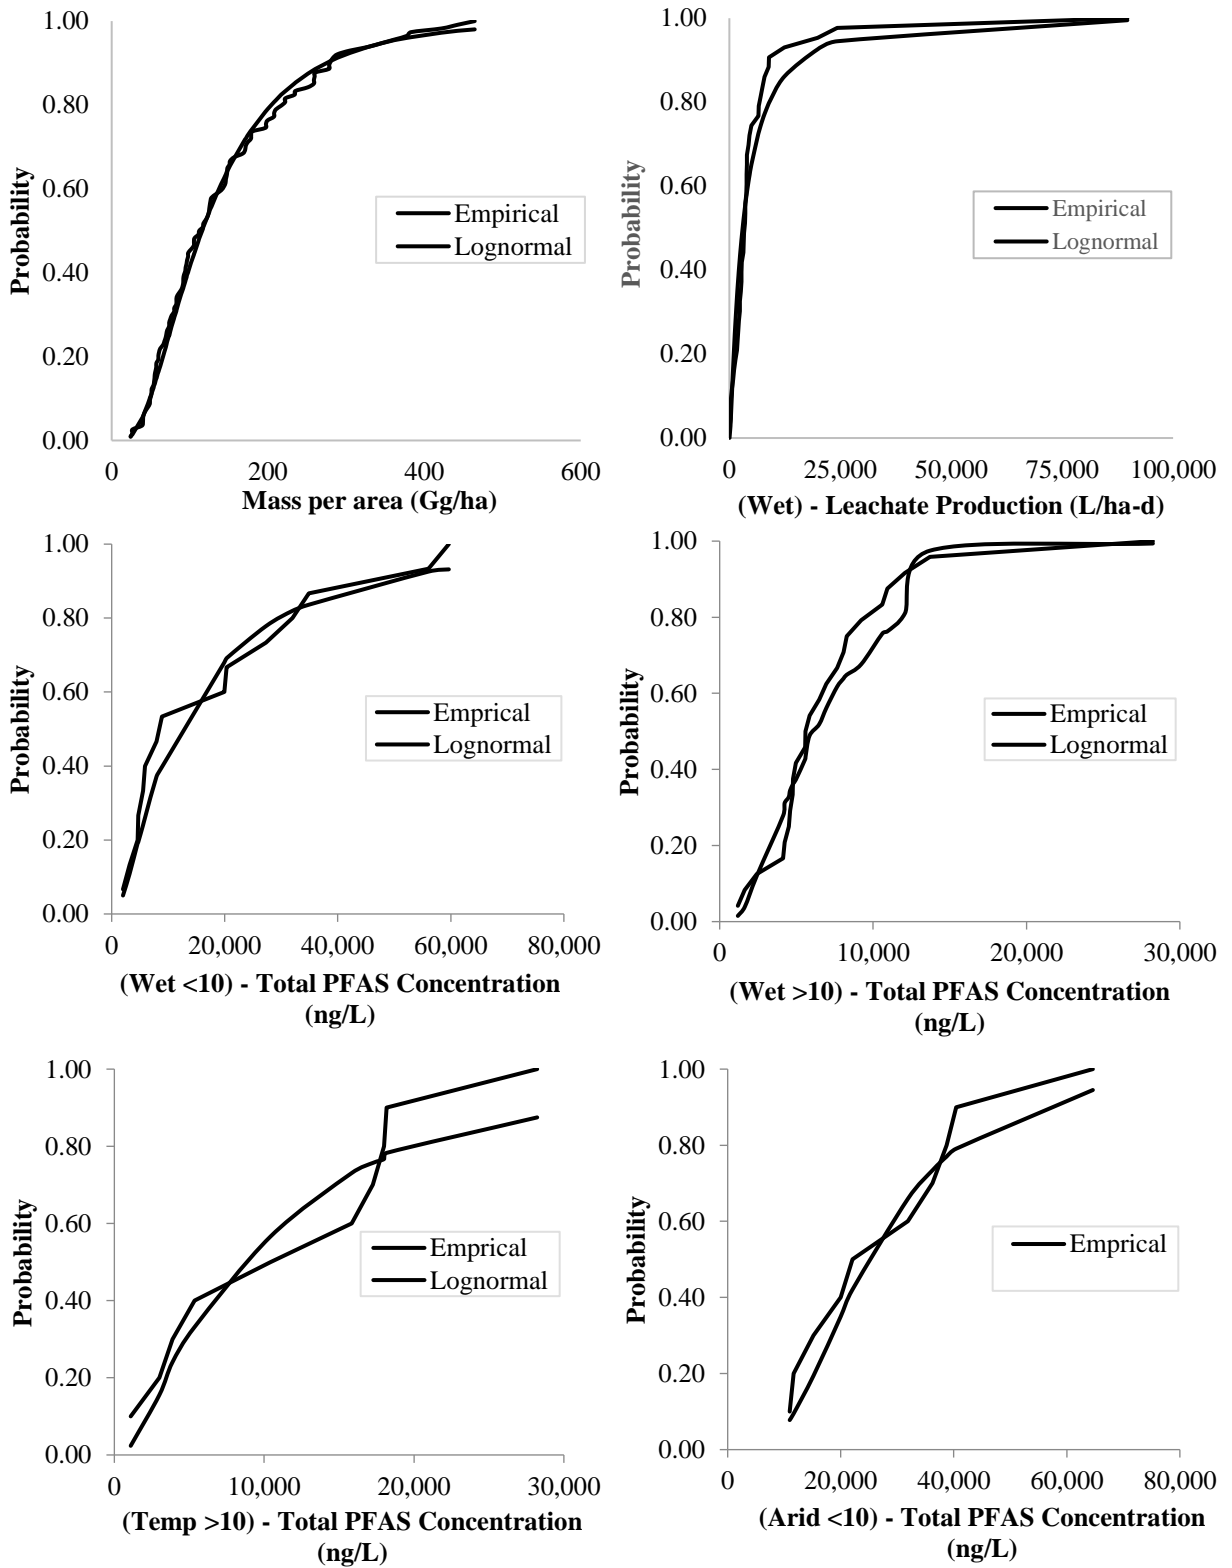 1.00
0.80
0.60
0.40
0.20
0.00
Probability
Empirical
Lognormal
0
200
400
600
Mass per area (Gg/ha)
1.00
0.80
0.60
0.40
0.20
0.00
Probability
Empirical
Lognormal
0
25,000
50,000
75,000
100,000
(Wet) - Leachate Production (L/ha-d)
1.00
0.80
0.60
0.40
0.20
0.00
Probability
Emprical
Lognormal
0
20,000
40,000
60,000
80,000
(Wet <10) - Total PFAS Concentration
(ng/L)
1.00
0.80
0.60
0.40
0.20
0.00
Probability
Emprical
Lognormal
0
10,000
20,000
30,000
(Wet >10) - Total PFAS Concentration
(ng/L)
1.00
0.80
0.60
0.40
0.20
0.00
Probability
Emprical
Lognormal
0
10,000
20,000
30,000
(Temp >10) - Total PFAS Concentration
(ng/L)
1.00
0.80
0.60
0.40
0.20
0.00
Probability
Emprical
0
20,000
40,000
60,000
80,000
(Arid <10) - Total PFAS Concentration
(ng/L)